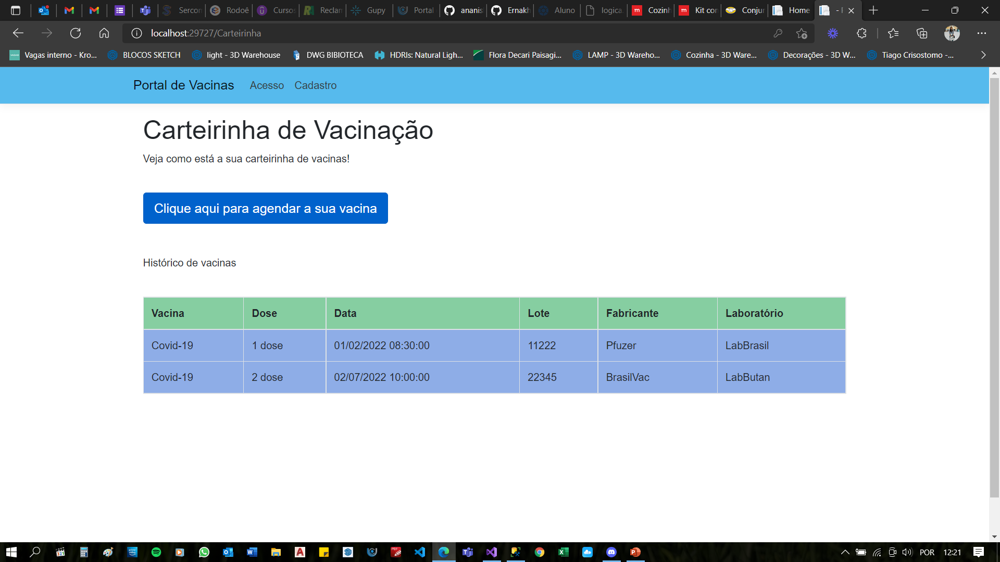 Sercon Rodoê Cursos Reclam Gupy Portal ananis Ernakh Aluno logica. Cozinh Kit con Conjun Home - F
localhost:29727/Carteirinha
Vagas interno - Kro... BLOCOS SKETCH light - 3D Warehouse DWG BIBIOTECA HDRIs: Natural Ligh... Flora Decari Paisagi... LAMP - 3D Wareho... Cozinha - 3D Ware... Decorações - 3D W... Tiago Crisostomo -...
Portal de Vacinas Acesso Cadastro
Carteirinha de Vacinação
Veja como está a sua carteirinha de vacinas!
Clique aqui para agendar a sua vacina
Histórico de vacinas
Vacina Dose Data Lote Fabricante Laboratório
Covid-19 1 dose 01/02/2022 08:30:00 11222 Pfuzer LabBrasil
Covid-19 2 dose 02/07/2022 10:00:00 22345 BrasilVac LabButan
POR 12:21